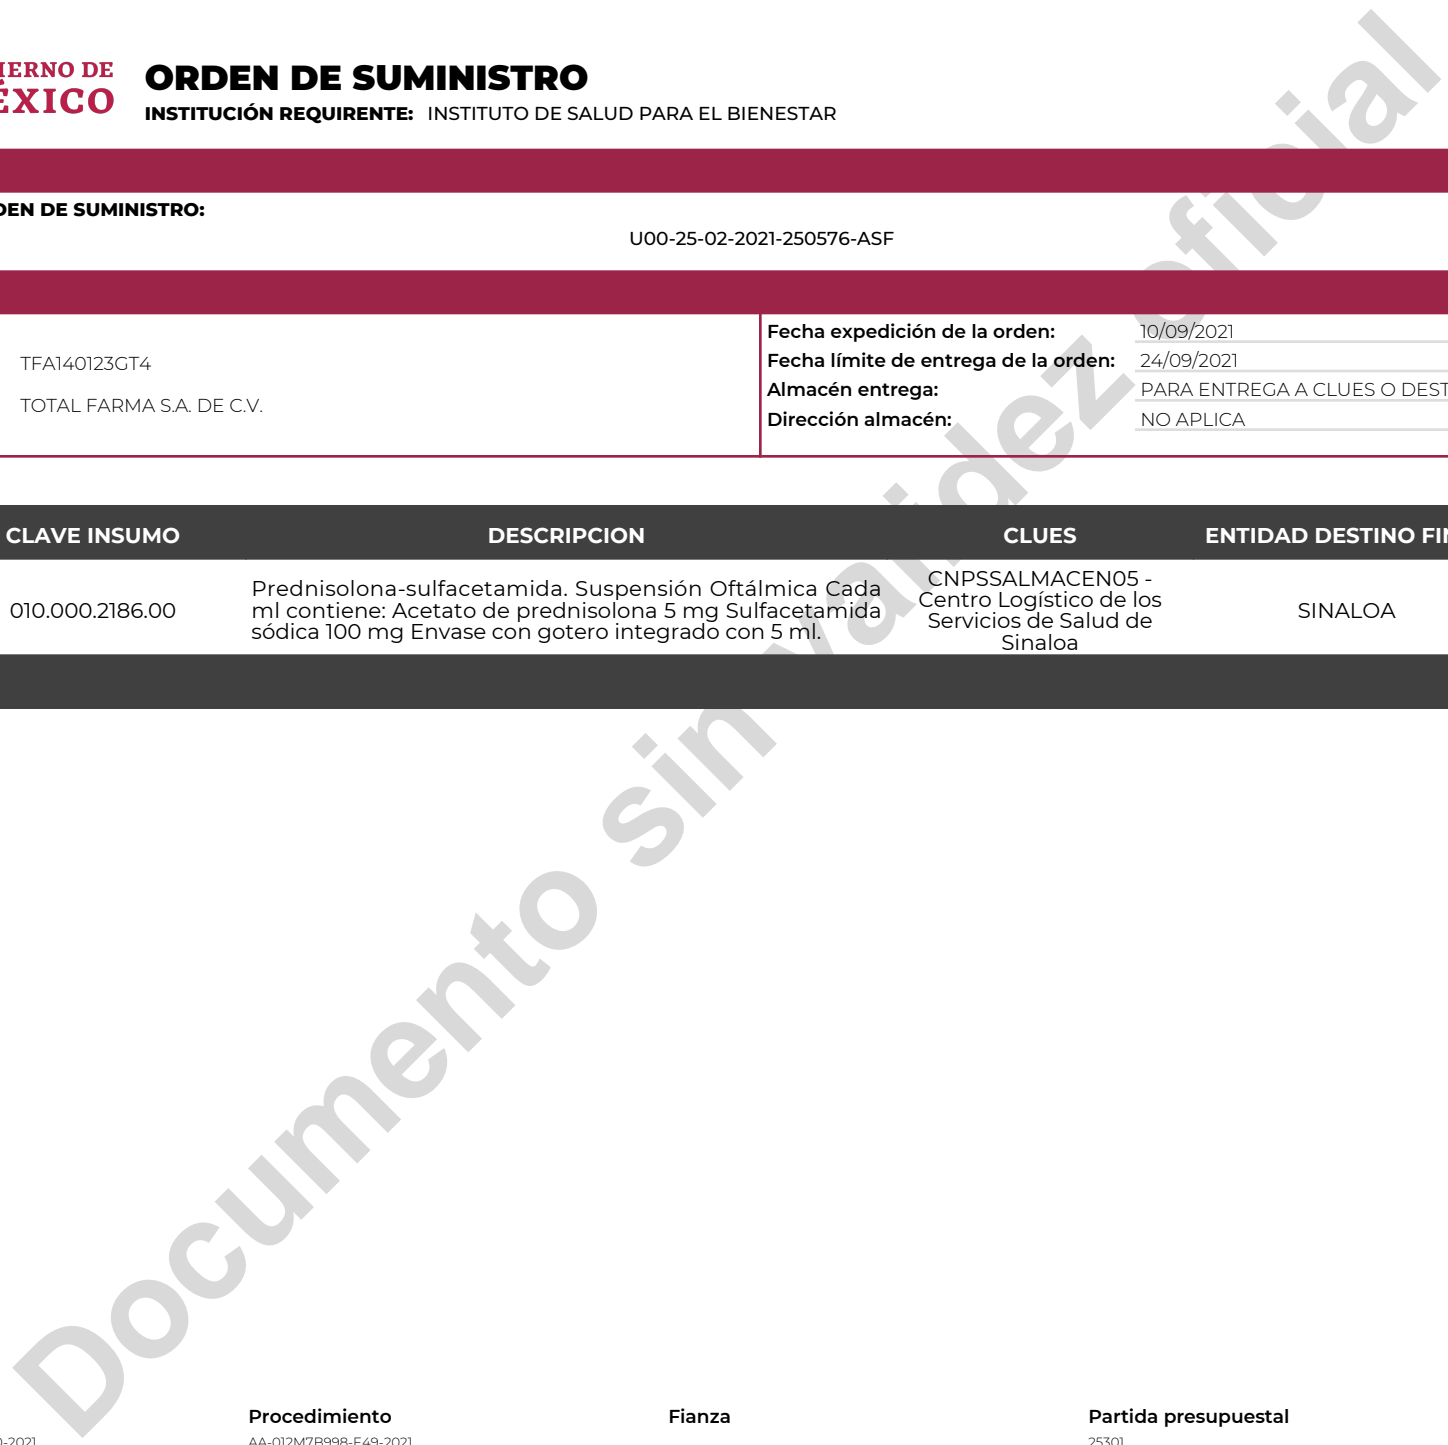 IERNO DE
ÉXICO
ORDEN DE SUMINISTRO
INSTITUCIÓN REQUIRENTE: INSTITUTO DE SALUD PARA EL BIENESTAR
DEN DE SUMINISTRO:
U00-25-02-2021-250576-ASF
TFA140123GT4
TOTAL FARMA S.A. DE C.V.
Fecha expedición de la orden: 10/09/2021
Fecha límite de entrega de la orden: 24/09/2021
Almacén entrega: PARA ENTREGA A CLUES O DEST
Dirección almacén: NO APLICA
CLAVE INSUMO DESCRIPCION CLUES ENTIDAD DESTINO FIN
010.000.2186.00
Prednisolona-sulfacetamida. Suspensión Oftálmica Cada
ml contiene: Acetato de prednisolona 5 mg Sulfacetamida
sódica 100 mg Envase con gotero integrado con 5 ml.
CNPSSALMACEN05 -
Centro Logístico de los
Servicios de Salud de
Sinaloa
SINALOA
Documento sin validez oficial
Procedimiento Fianza Partida presupuestal
-2021 AA-012M7B998-E49-2021 25301